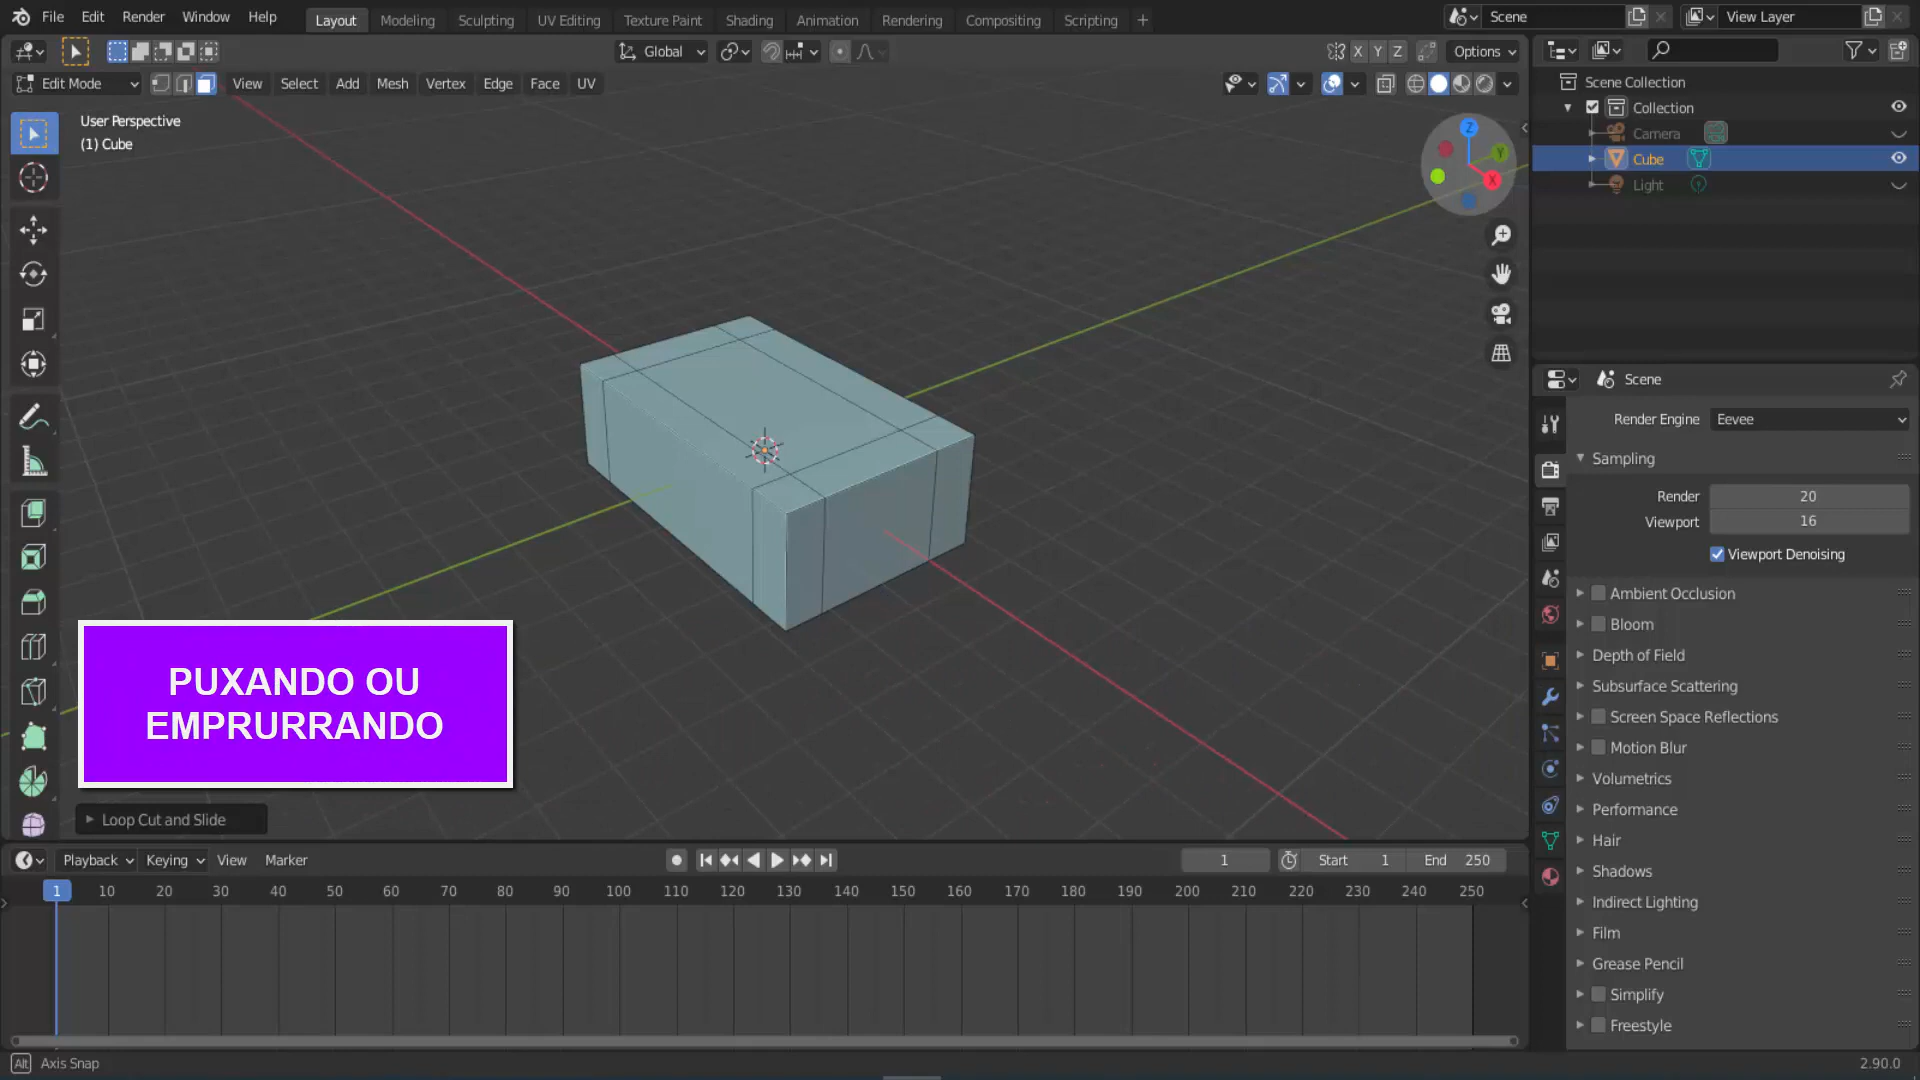 File Edit Render Window Help Layout Modeling Sculpting UV Editing Texture Paint Shading Animation Rendering Compositing Scripting + Scene View Layer
Global X Y Z Options
Edit Mode View Select Add Mesh Vertex Edge Face UV
User Perspective
(1) Cube
Z
Y
X
Scene Collection
Collection
Camera
Cube
Light
Scene
Render Engine Eevee
Sampling
Render 20
Viewport 16
Viewport Denoising
Ambient Occlusion
Bloom
Depth of Field
Subsurface Scattering
Screen Space Reflections
Motion Blur
Volumetrics
Performance
Hair
Shadows
Indirect Lighting
Film
Grease Pencil
Simplify
Freestyle
PUXANDO OU
EMPRURRANDO
Loop Cut and Slide
Playback Keying View Marker 1 Start 1 End 250
1 10 20 30 40 50 60 70 80 90 100 110 120 130 140 150 160 170 180 190 200 210 220 230 240 250
Alt Axis Snap 2.90.0